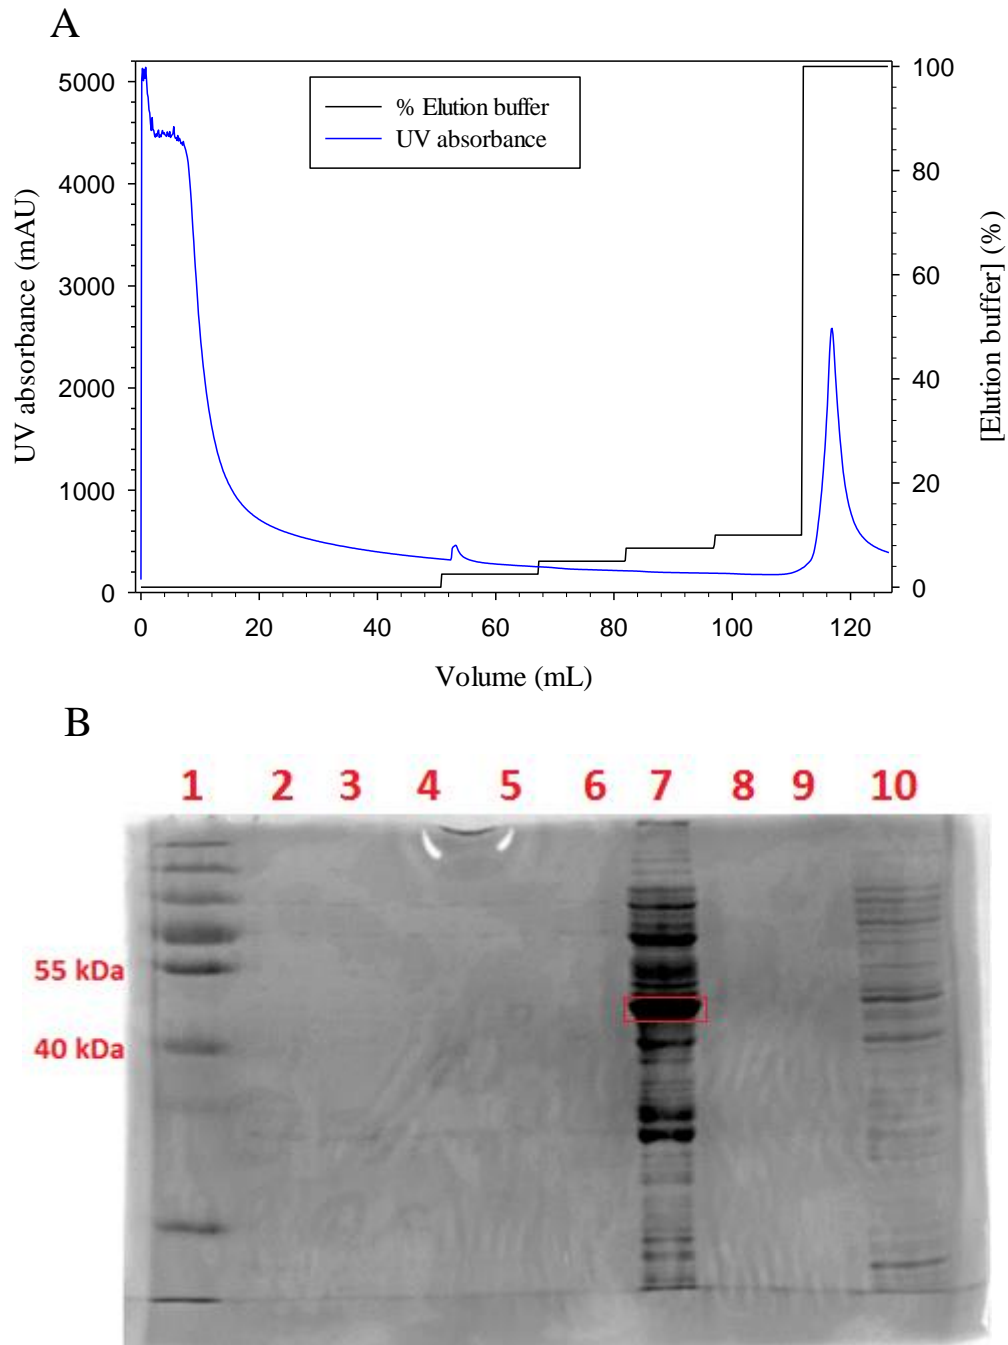 A
5000
4000
3000
2000
1000
0
UV absorbance (mAU)
% Elution buffer
UV absorbance
100
80
60
40
20
0
[Elution buffer] (%)
0 20 40 60 80 100 120
Volume (mL)
B
1 2 3 4 5 6 7 8 9 10
55 kDa
40 kDa